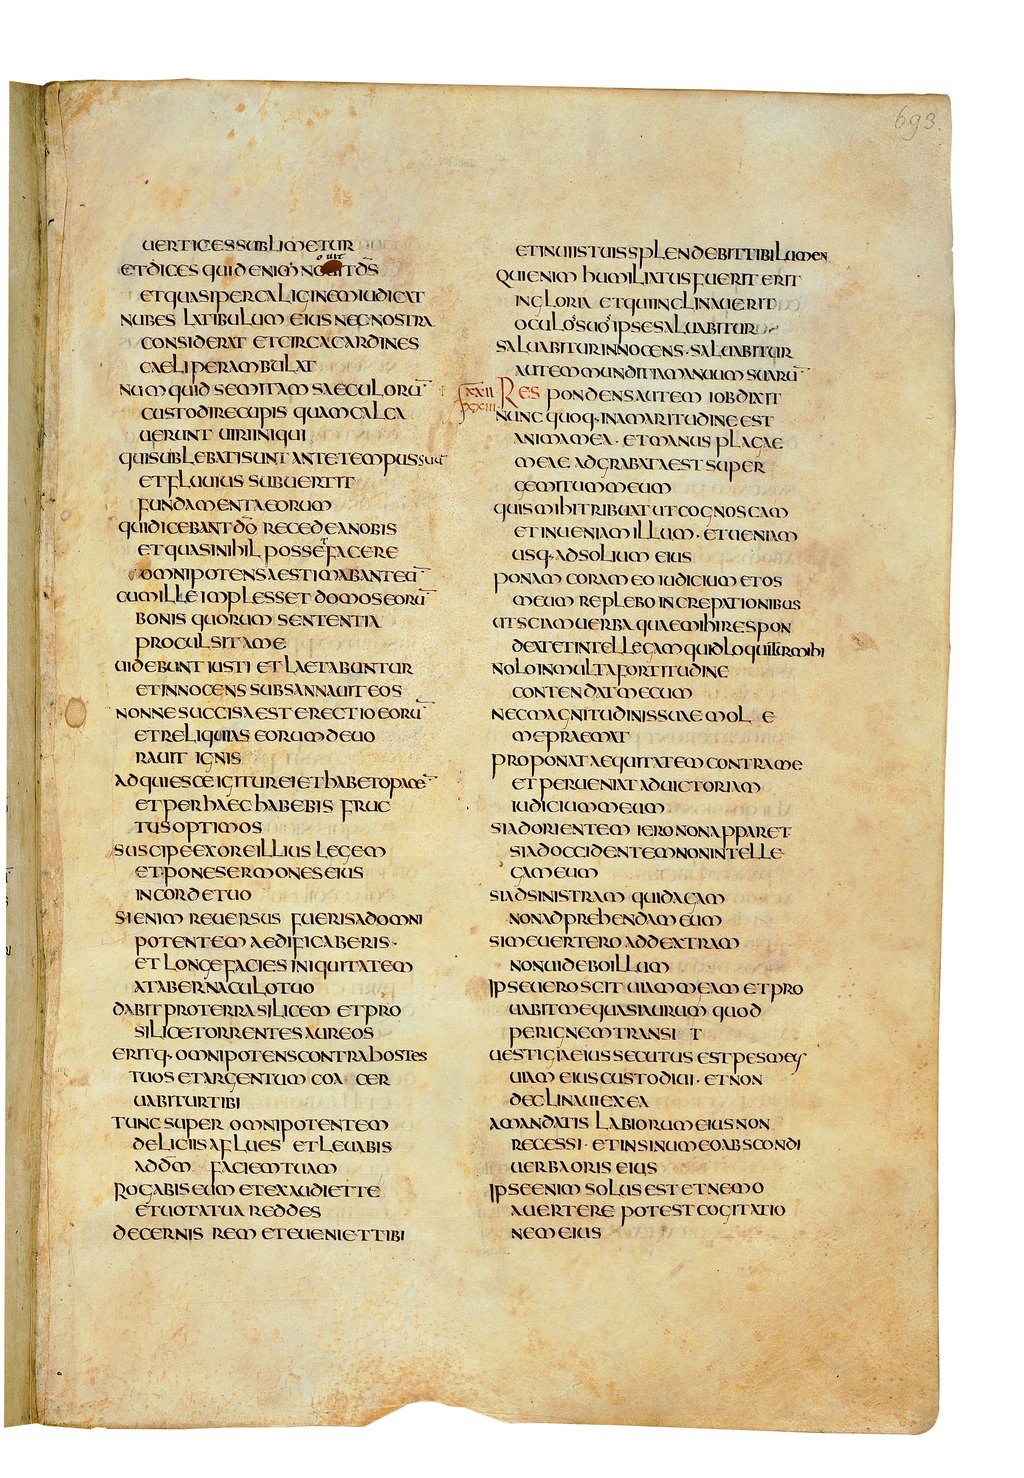 693.
UERTICES SUBLIMETUR
ET DICES QUID ENIM NOUIT D̅S̅
ET QUASI PER CALIGINEM IUDICAT
NUBES LATIBULUM EIUS NEC NOSTRA
CONSIDERAT ET CIRCA CARDINES
CAELI PERAMBULAT
NUMQUID SEMITAM SAECULORU̅
CUSTODIRE CUPIS QUAM CALCA
UERUNT UIRI INIQUI
QUI SUBLEBATI SUNT ANTE TEMPUS SUU̅
ET FLUUIUS SUBUERTIT
FUNDAMENTA EORUM
QUI DICEBANT D̅O̅ RECEDE A NOBIS
ET QUASI NIHIL POSSET FACERE
OMNIPOTENS AESTIMABANT EU̅
CUM ILLE IMPLESSET DOMOS EORU̅
BONIS QUORUM SENTENTIA
PROCUL SIT A ME
UIDEBUNT IUSTI ET LAETABUNTUR
ET INNOCENS SUBSANNAUIT EOS
NONNE SUCCISA EST ERECTIO EORU̅
ET RELIQUIAS EORUM DEUO
RAUIT IGNIS
ADQUIESCE IGITUR EI ET HABETO PACE̅
ET PER HAEC HABEBIS FRUC
TUS OPTIMOS
SUSCIPE EX ORE ILLIUS LEGEM
ET PONE SERMONES EIUS
IN CORDE TUO
SI ENIM REUERSUS FUERIS AD OMNI
POTENTEM AEDIFICABERIS ·
ET LONGE FACIES INIQUITATEM
A TABERNACULO TUO
DABIT PRO TERRA SILICEM ET PRO
SILICE TORRENTES AUREOS
ERITQ· OMNIPOTENS CONTRA HOSTES
TUOS ET ARGENTUM COA CER
UABITUR TIBI
TUNC SUPER OMNIPOTENTEM
DELICIIS AFLUES ET LEUABIS
AD D̅M̅ FACIEM TUAM
ROGABIS EUM ET EXAUDIET TE
ET UOTA TUA REDDES
DECERNIS REM ET EUENIET TIBI
ET IN UIIS TUIS SPLENDEBIT TIBI LUMEN
QUI ENIM HUMILIATUS FUERIT ERIT
IN GLORIA ET QUI INCLINAUERIT
OCULOS SUOS IPSE SALUABITUR
SALUABITUR INNOCENS · SALUABITUR
AUTEM MUNDITIA MANUUM SUARU̅
XXII RESPONDENS AUTEM IOB DIXIT
XXIII NUNC QUOQ· IN AMARITUDINE EST
ANIMA MEA · ET MANUS PLAGAE
MEAE ADGRABATA EST SUPER
GEMITUM MEUM
QUIS MIHI TRIBUAT UT COGNOSCAM
ET INUENIAM ILLUM · ET UENIAM
USQ· AD SOLIUM EIUS
PONAM CORAM EO IUDICIUM ET OS
MEUM REPLEBO INCREPATIONIBUS
UT SCIAM UERBA QUAE MIHI RESPON
DEAT ET INTELLEGAM QUID LOQUITUR MIHI
NOLO IN MULTA FORTITUDINE
CONTENDAT MECUM
NEC MAGNITUDINIS SUAE MOL E
ME PRAEMAT
PROPONAT AEQUITATEM CONTRA ME
ET PERUENIAT AD UICTORIAM
IUDICIUM MEUM
SI AD ORIENTEM IERO NON APPARET
SI AD OCCIDENTEM NON INTELLE
GAM EUM
SI AD SINISTRAM QUID AGAM
NON ADPREHENDAM EUM
SI ME UERTERO AD DEXTRAM
NON UIDEBO ILLUM
IPSE UERO SCIT UIAM MEAM ET PRO
UABIT ME QUASI AURUM QUOD
PER IGNEM TRANSI T
UESTIGIA EIUS SECUTUS EST PES MEUS
UIAM EIUS CUSTODIUI · ET NON
DECLINAUI EX EA
A MANDATIS LABIORUM EIUS NON
RECESSI · ET IN SINU MEO ABSCONDI
UERBA ORIS EIUS
IPSE ENIM SOLUS EST ET NEMO
AUERTERE POTEST COGITATIO
NEM EIUS